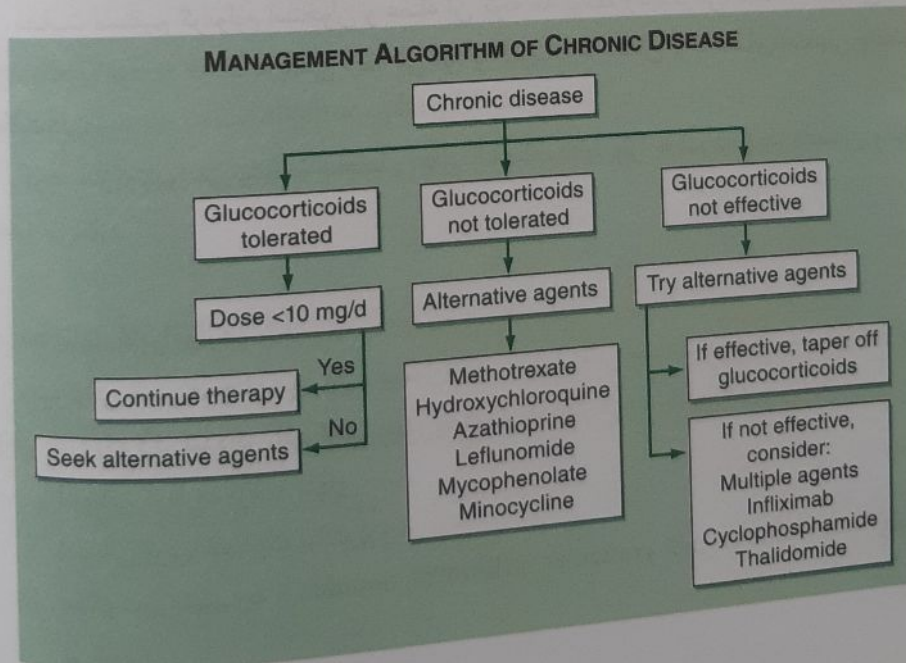 MANAGEMENT ALGORITHM OF CHRONIC DISEASE
Chronic disease
Glucocorticoids
tolerated
Dose <10 mg/d
Yes
Continue therapy
No
Seek alternative agents
Glucocorticoids
not tolerated
Alternative agents
Methotrexate
Hydroxychloroquine
Azathioprine
Leflunomide
Mycophenolate
Minocycline
Glucocorticoids
not effective
Try alternative agents
If effective, taper off
glucocorticoids
If not effective,
consider:
Multiple agents
Infliximab
Cyclophosphamide
Thalidomide